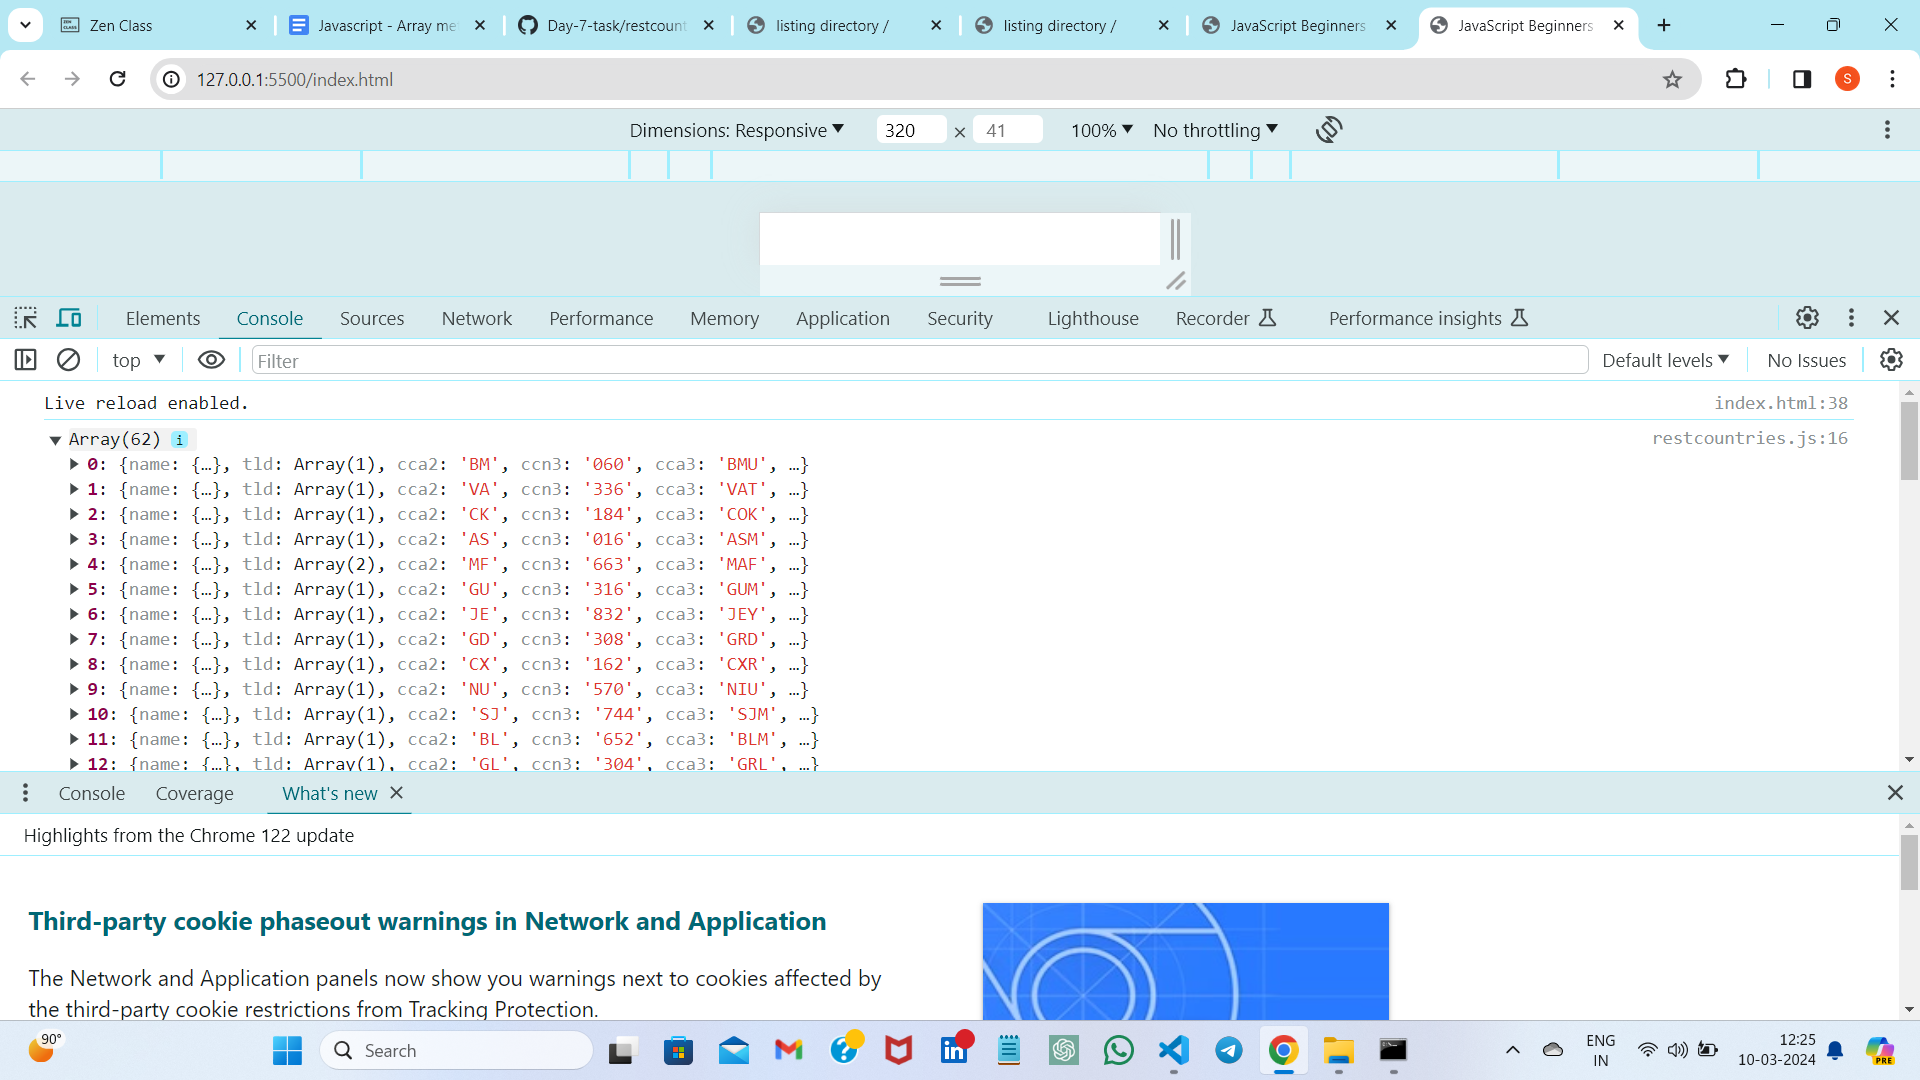 Zen Class
Javascript - Array me
Day-7-task/restcount
listing directory /
listing directory /
JavaScript Beginners
JavaScript Beginners
127.0.0.1:5500/index.html
S
Dimensions: Responsive ▼ 320 × 41 100% ▼ No throttling ▼
Elements Console Sources Network Performance Memory Application Security Lighthouse Recorder Performance insights
top ▼ Filter Default levels ▼ No Issues
Live reload enabled. index.html:38
▼ Array(62) i restcountries.js:16
▶ 0: {name: {…}, tld: Array(1), cca2: 'BM', ccn3: '060', cca3: 'BMU', …}
▶ 1: {name: {…}, tld: Array(1), cca2: 'VA', ccn3: '336', cca3: 'VAT', …}
▶ 2: {name: {…}, tld: Array(1), cca2: 'CK', ccn3: '184', cca3: 'COK', …}
▶ 3: {name: {…}, tld: Array(1), cca2: 'AS', ccn3: '016', cca3: 'ASM', …}
▶ 4: {name: {…}, tld: Array(2), cca2: 'MF', ccn3: '663', cca3: 'MAF', …}
▶ 5: {name: {…}, tld: Array(1), cca2: 'GU', ccn3: '316', cca3: 'GUM', …}
▶ 6: {name: {…}, tld: Array(1), cca2: 'JE', ccn3: '832', cca3: 'JEY', …}
▶ 7: {name: {…}, tld: Array(1), cca2: 'GD', ccn3: '308', cca3: 'GRD', …}
▶ 8: {name: {…}, tld: Array(1), cca2: 'CX', ccn3: '162', cca3: 'CXR', …}
▶ 9: {name: {…}, tld: Array(1), cca2: 'NU', ccn3: '570', cca3: 'NIU', …}
▶ 10: {name: {…}, tld: Array(1), cca2: 'SJ', ccn3: '744', cca3: 'SJM', …}
▶ 11: {name: {…}, tld: Array(1), cca2: 'BL', ccn3: '652', cca3: 'BLM', …}
▶ 12: {name: {…}, tld: Array(1), cca2: 'GL', ccn3: '304', cca3: 'GRL', …}
Console Coverage What's new
Highlights from the Chrome 122 update
Third-party cookie phaseout warnings in Network and Application
The Network and Application panels now show you warnings next to cookies affected by
the third-party cookie restrictions from Tracking Protection.
90°
Search
ENG
IN
12:25
10-03-2024
PRE